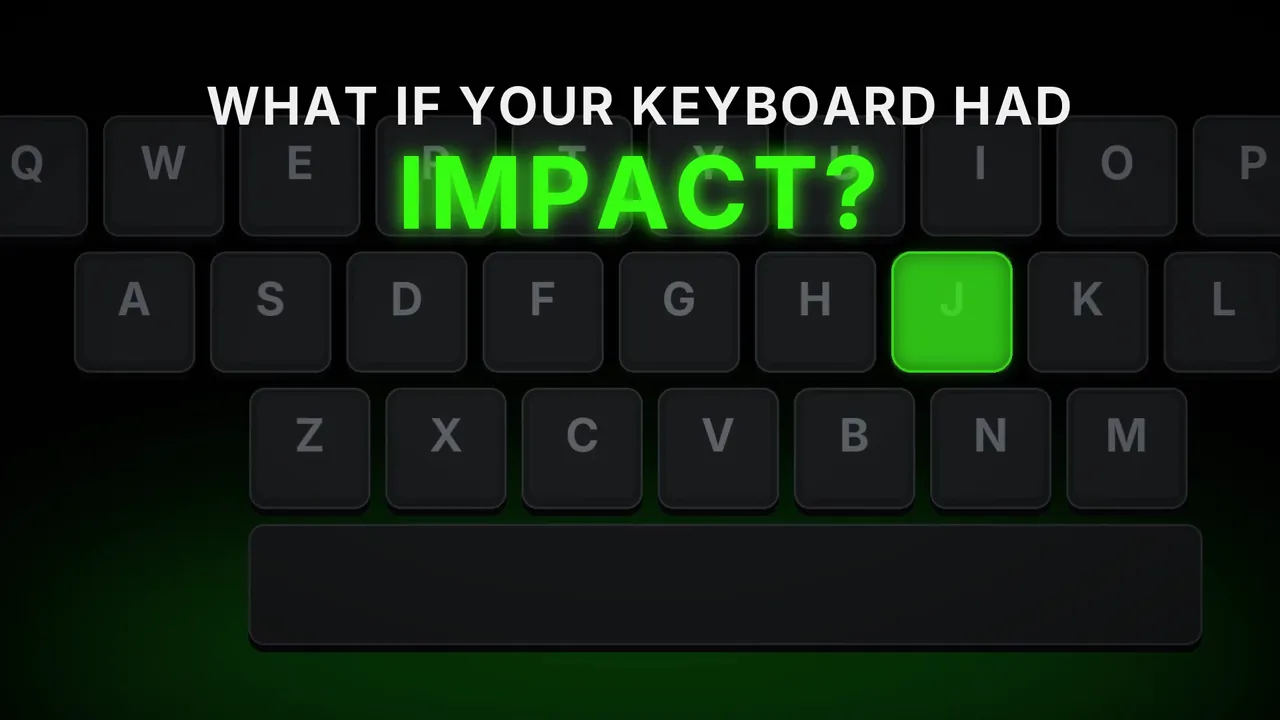 WHAT IF YOUR KEYBOARD HAD
IMPACT?
Q W E R T Y U I O P
A S D F G H J K L
Z X C V B N M